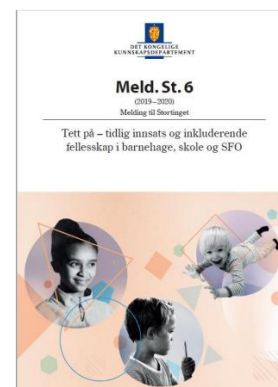 DET KONGELIGE
KUNNSKAPSDEPARTEMENT
Meld. St. 6
(2019–2020)
Melding til Stortinget
Tett på – tidlig innsats og inkluderende
fellesskap i barnehage, skole og SFO